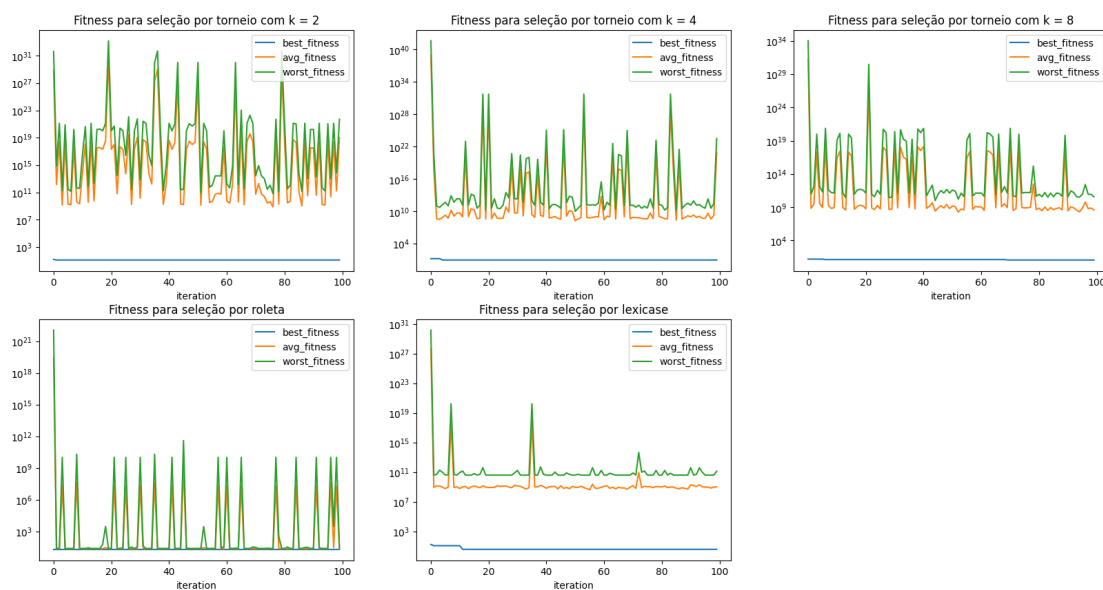 Fitness para seleção por torneio com k = 2
10^31
10^27
10^23
10^19
10^15
10^11
10^7
10^3
best_fitness
avg_fitness
worst_fitness
0 20 40 60 80 100
iteration
Fitness para seleção por torneio com k = 4
10^40
10^34
10^28
10^22
10^16
10^10
10^4
best_fitness
avg_fitness
worst_fitness
0 20 40 60 80 100
iteration
Fitness para seleção por torneio com k = 8
10^34
10^29
10^24
10^19
10^14
10^9
10^4
best_fitness
avg_fitness
worst_fitness
0 20 40 60 80 100
iteration
Fitness para seleção por roleta
10^21
10^18
10^15
10^12
10^9
10^6
10^3
best_fitness
avg_fitness
worst_fitness
0 20 40 60 80 100
iteration
Fitness para seleção por lexicase
10^31
10^27
10^23
10^19
10^15
10^11
10^7
10^3
best_fitness
avg_fitness
worst_fitness
0 20 40 60 80 100
iteration